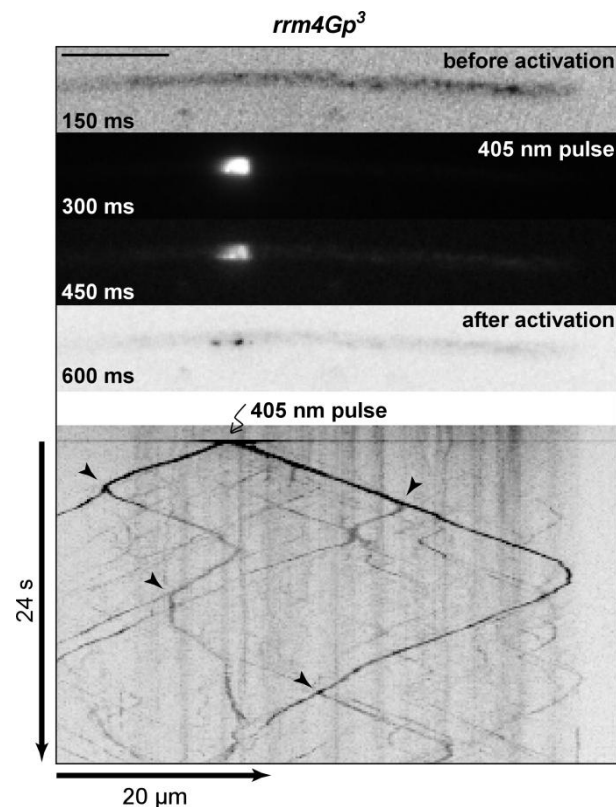 rrm4Gp³
before activation
150 ms
405 nm pulse
300 ms
450 ms
after activation
600 ms
405 nm pulse
24 s
20 µm